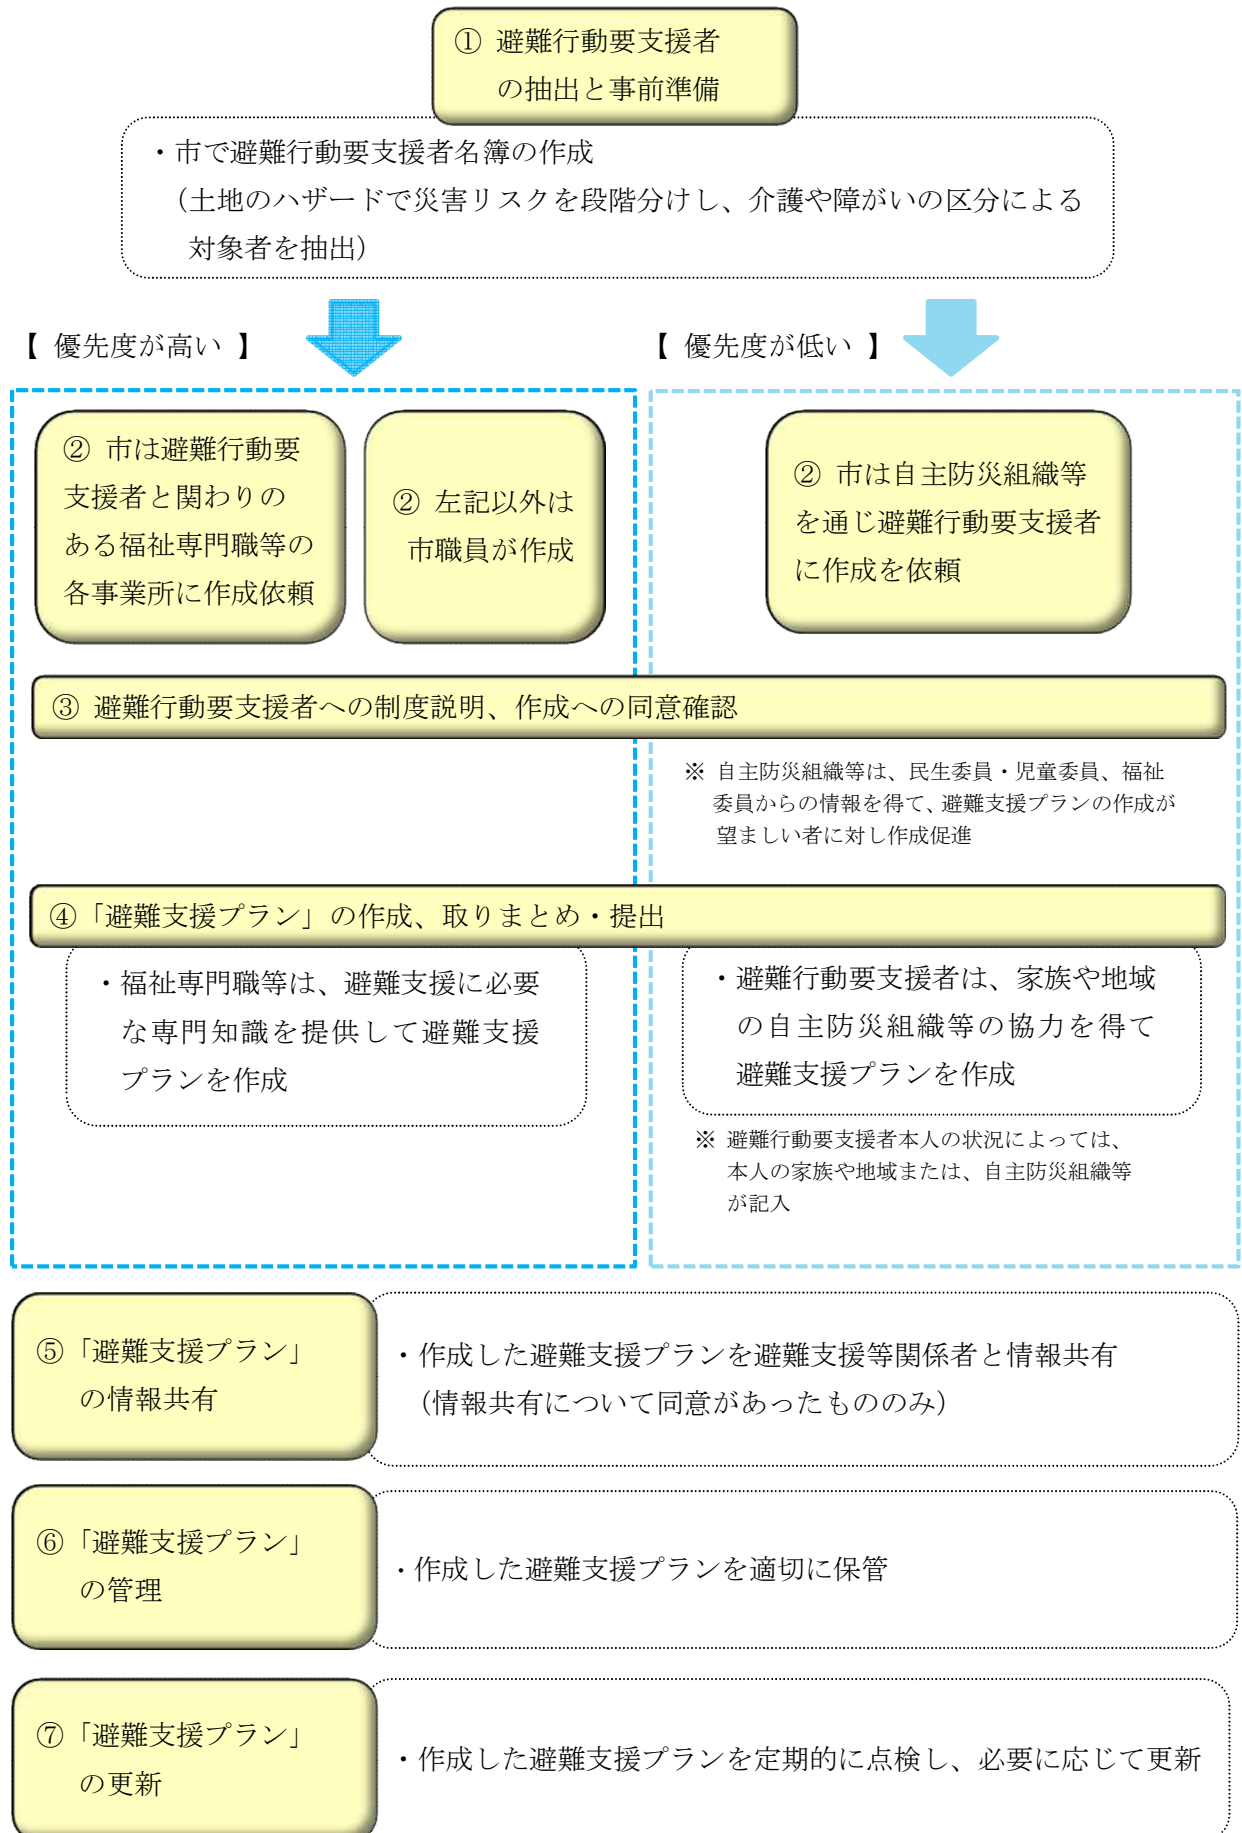 ① 避難行動要支援者
の抽出と事前準備
・市で避難行動要支援者名簿の作成
（土地のハザードで災害リスクを段階分けし、介護や障がいの区分による
対象者を抽出）
【 優先度が高い 】
【 優先度が低い 】
② 市は避難行動要
支援者と関わりの
ある福祉専門職等の
各事業所に作成依頼
② 左記以外は
市職員が作成
② 市は自主防災組織等
を通じ避難行動要支援者
に作成を依頼
③ 避難行動要支援者への制度説明、作成への同意確認
※ 自主防災組織等は、民生委員・児童委員、福祉
委員からの情報を得て、避難支援プランの作成が
望ましい者に対し作成促進
④「避難支援プラン」の作成、取りまとめ・提出
・福祉専門職等は、避難支援に必要
な専門知識を提供して避難支援
プランを作成
・避難行動要支援者は、家族や地域
の自主防災組織等の協力を得て
避難支援プランを作成
※ 避難行動要支援者本人の状況によっては、
本人の家族や地域または、自主防災組織等
が記入
⑤「避難支援プラン」
の情報共有
・作成した避難支援プランを避難支援等関係者と情報共有
（情報共有について同意があったもののみ）
⑥「避難支援プラン」
の管理
・作成した避難支援プランを適切に保管
⑦「避難支援プラン」
の更新
・作成した避難支援プランを定期的に点検し、必要に応じて更新